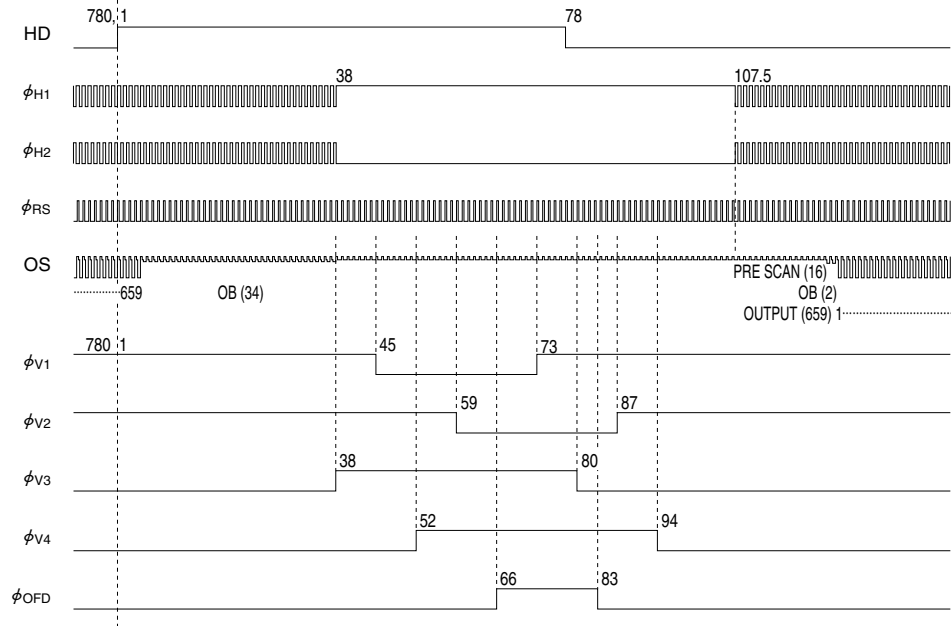 780, 1 78
HD
38 107.5
ϕH1
ϕH2
ϕRS
OS
PRE SCAN (16)
659 OB (34) OB (2)
OUTPUT (659) 1
780 1 45 73
ϕV1
59 87
ϕV2
38 80
ϕV3
52 94
ϕV4
66 83
ϕOFD